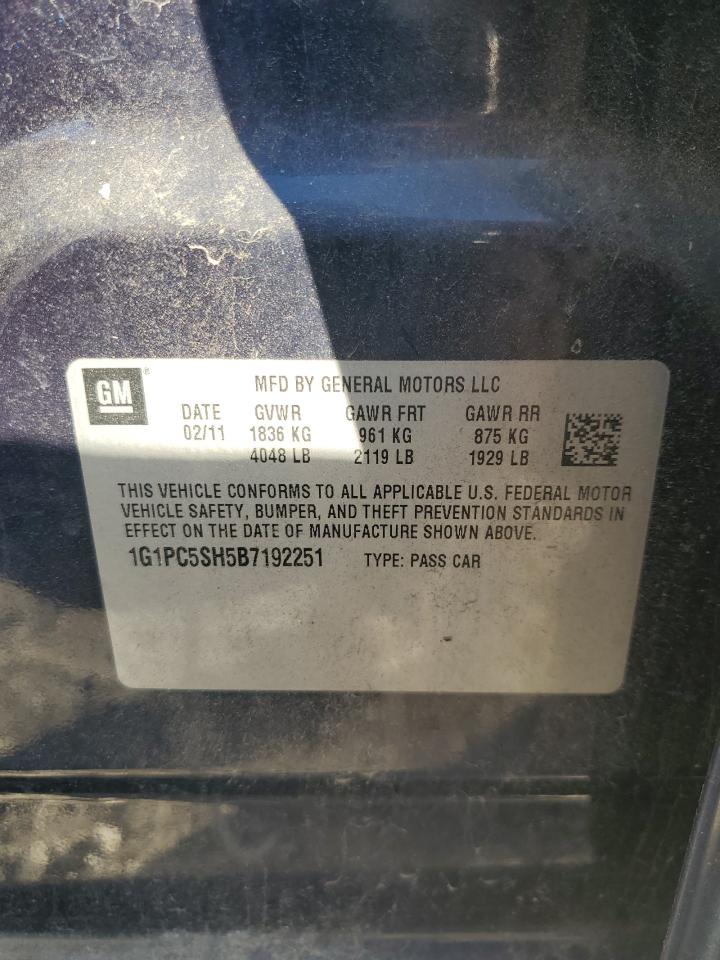 GM®
MFD BY GENERAL MOTORS LLC
DATE GVWR GAWR FRT GAWR RR
02/11 1836 KG 961 KG 875 KG
4048 LB 2119 LB 1929 LB
THIS VEHICLE CONFORMS TO ALL APPLICABLE U.S. FEDERAL MOTOR
VEHICLE SAFETY, BUMPER, AND THEFT PREVENTION STANDARDS IN
EFFECT ON THE DATE OF MANUFACTURE SHOWN ABOVE.
1G1PC5SH5B7192251 TYPE: PASS CAR